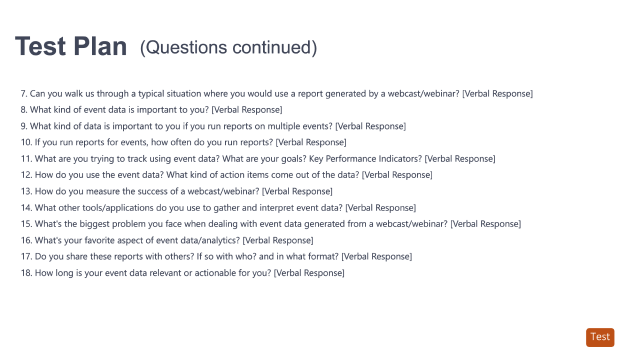 Test Plan (Questions continued)
7. Can you walk us through a typical situation where you would use a report generated by a webcast/webinar? [Verbal Response]
8. What kind of event data is important to you? [Verbal Response]
9. What kind of data is important to you if you run reports on multiple events? [Verbal Response]
10. If you run reports for events, how often do you run reports? [Verbal Response]
11. What are you trying to track using event data? What are your goals? Key Performance Indicators? [Verbal Response]
12. How do you use the event data? What kind of action items come out of the data? [Verbal Response]
13. How do you measure the success of a webcast/webinar? [Verbal Response]
14. What other tools/applications do you use to gather and interpret event data? [Verbal Response]
15. What's the biggest problem you face when dealing with event data generated from a webcast/webinar? [Verbal Response]
16. What's your favorite aspect of event data/analytics? [Verbal Response]
17. Do you share these reports with others? If so with who? and in what format? [Verbal Response]
18. How long is your event data relevant or actionable for you? [Verbal Response]
Test